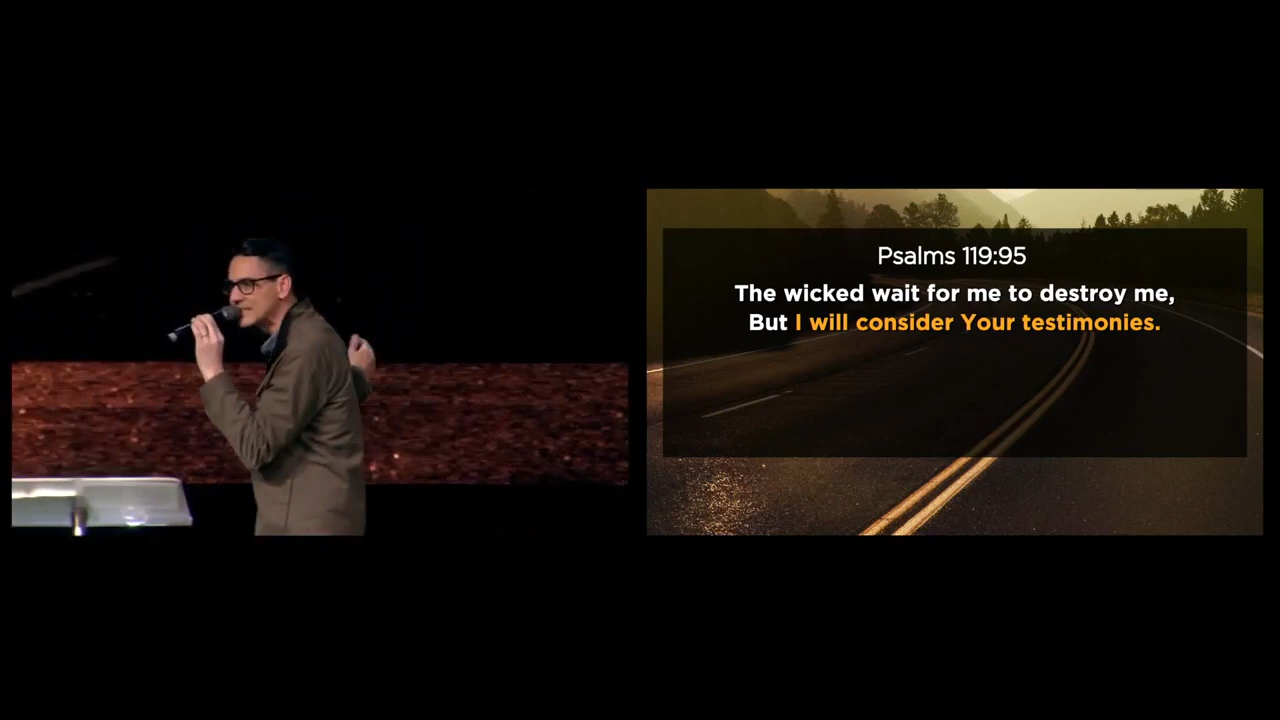 Psalms 119:95
The wicked wait for me to destroy me,
But I will consider Your testimonies.